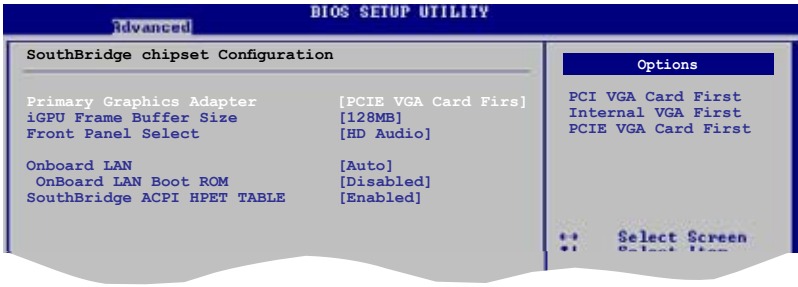 BIOS SETUP UTILITY
Advanced
SouthBridge chipset Configuration
Options
Primary Graphics Adapter [PCIE VGA Card Firs]
iGPU Frame Buffer Size [128MB]
Front Panel Select [HD Audio]
Onboard LAN [Auto]
OnBoard LAN Boot ROM [Disabled]
SouthBridge ACPI HPET TABLE [Enabled]
PCI VGA Card First
Internal VGA First
PCIE VGA Card First
↔ Select Screen
↑↓ Select Item